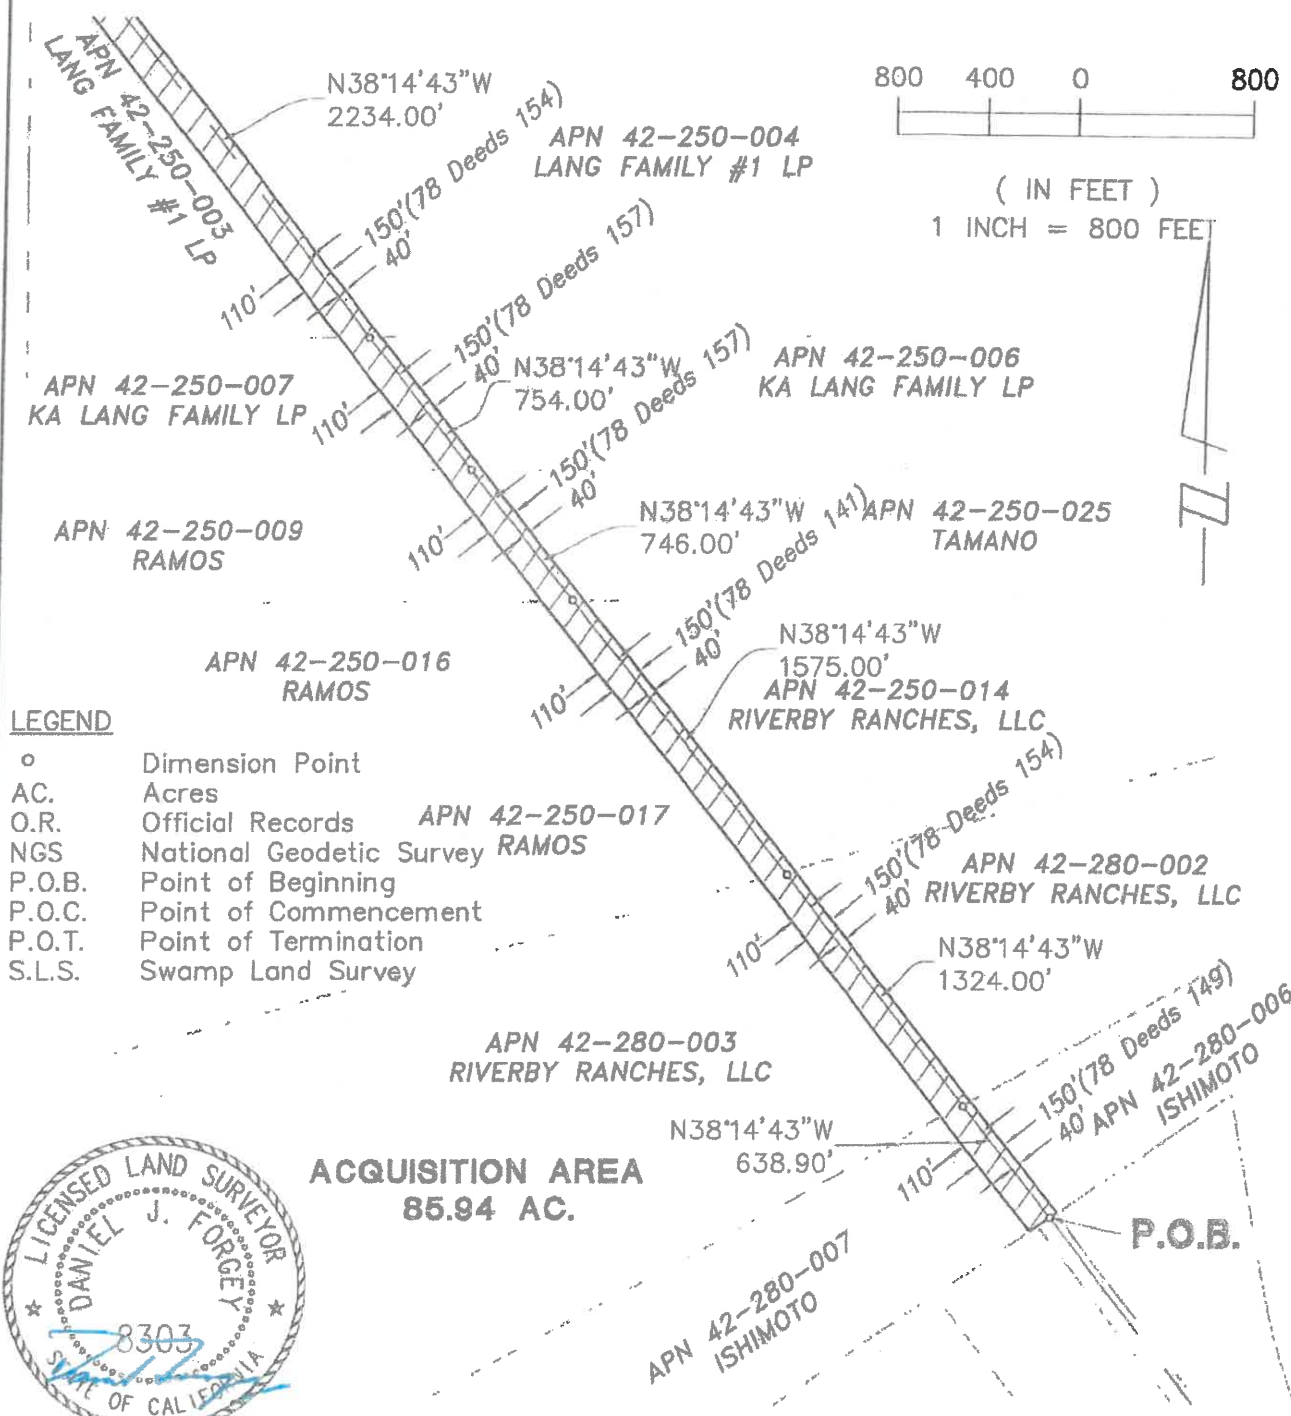 800 400 0 800
( IN FEET )
1 INCH = 800 FEET
N38°14'43"W
2234.00'
APN 42-250-003
LANG FAMILY #1 LP
150'(78 Deeds 154)
40'
110'
APN 42-250-004
LANG FAMILY #1 LP
150'(78 Deeds 157)
40'
110'
N38°14'43"W
754.00'
APN 42-250-006
KA LANG FAMILY LP
APN 42-250-007
KA LANG FAMILY LP
150'(78 Deeds 157)
40'
110'
N38°14'43"W
746.00'
APN 42-250-025
TAMANO
APN 42-250-009
RAMOS
150'(78 Deeds 141)
40'
110'
N38°14'43"W
1575.00'
APN 42-250-014
RIVERBY RANCHES, LLC
APN 42-250-016
RAMOS
LEGEND
o Dimension Point
AC. Acres
O.R. Official Records
NGS National Geodetic Survey
P.O.B. Point of Beginning
P.O.C. Point of Commencement
P.O.T. Point of Termination
S.L.S. Swamp Land Survey
APN 42-250-017
RAMOS
150'(78 Deeds 154)
40'
110'
APN 42-280-002
RIVERBY RANCHES, LLC
N38°14'43"W
1324.00'
APN 42-280-003
RIVERBY RANCHES, LLC
150'(78 Deeds 149)
40'
110'
APN 42-280-006
ISHIMOTO
N38°14'43"W
638.90'
ACQUISITION AREA
85.94 AC.
P.O.B.
APN 42-280-007
ISHIMOTO
LICENSED LAND SURVEYOR
DANIEL J. FORGEY
8303
STATE OF CALIFORNIA